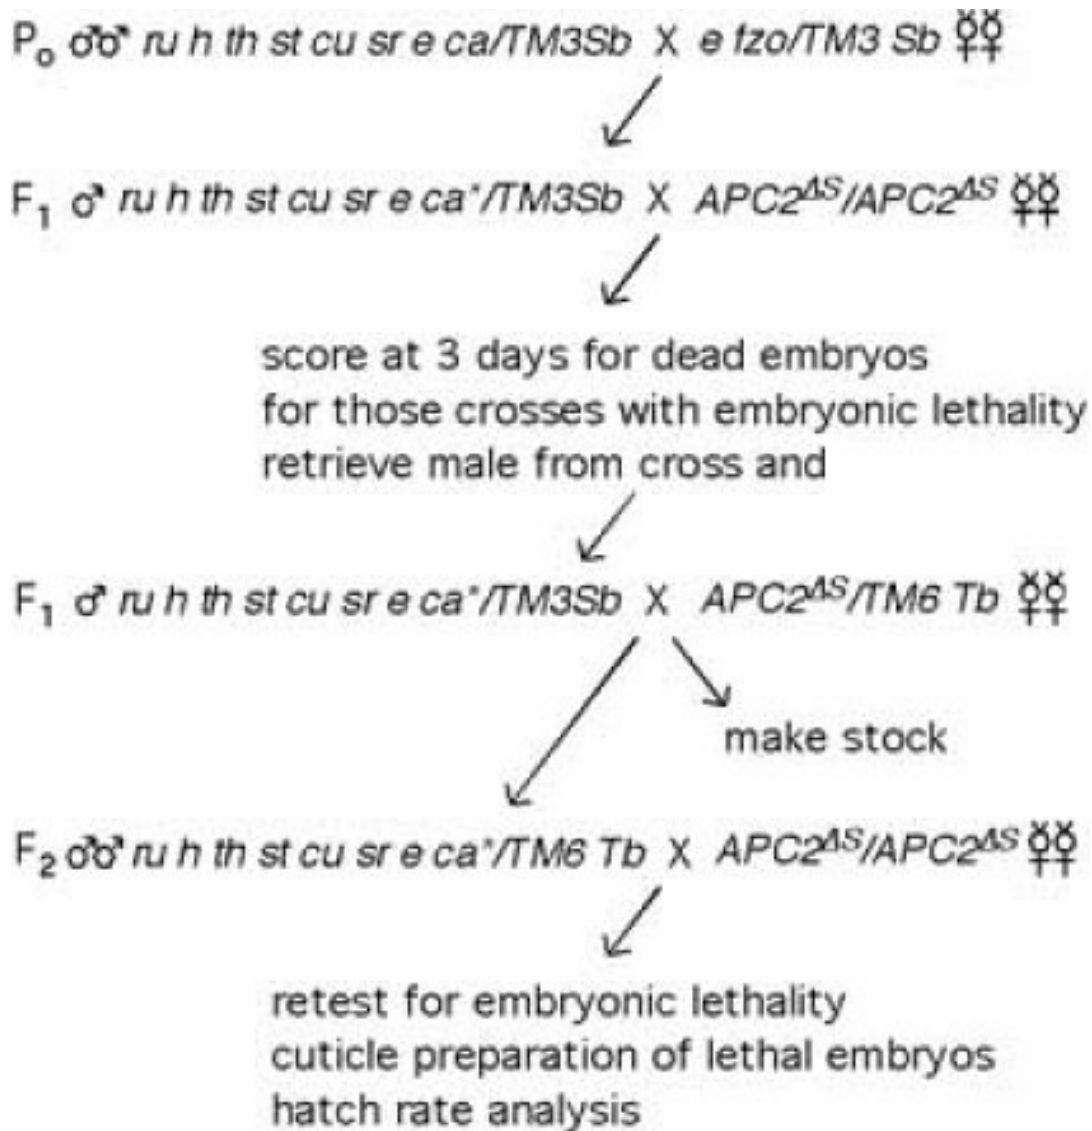 P₀ ♂♂ ru h th st cu sr e ca/TM3Sb X e fzo/TM3 Sb ☿☿
F₁ ♂ ru h th st cu sr e ca*/TM3Sb X APC2ΔS/APC2ΔS ☿☿
score at 3 days for dead embryos
for those crosses with embryonic lethality
retrieve male from cross and
F₁ ♂ ru h th st cu sr e ca*/TM3Sb X APC2ΔS/TM6 Tb ☿☿
make stock
F₂ ♂♂ ru h th st cu sr e ca*/TM6 Tb X APC2ΔS/APC2ΔS ☿☿
retest for embryonic lethality
cuticle preparation of lethal embryos
hatch rate analysis